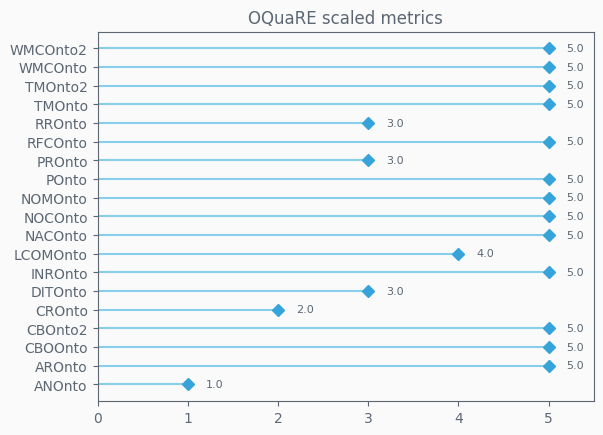 OQuaRE scaled metrics
WMCOnto2 5.0
WMCOnto 5.0
TMOnto2 5.0
TMOnto 5.0
RROnto 3.0
RFCOnto 5.0
PROnto 3.0
POnto 5.0
NOMOnto 5.0
NOCOnto 5.0
NACOnto 5.0
LCOMOnto 4.0
INROnto 5.0
DITOnto 3.0
CROnto 2.0
CBOnto2 5.0
CBOOnto 5.0
AROnto 5.0
ANOnto 1.0
0 1 2 3 4 5